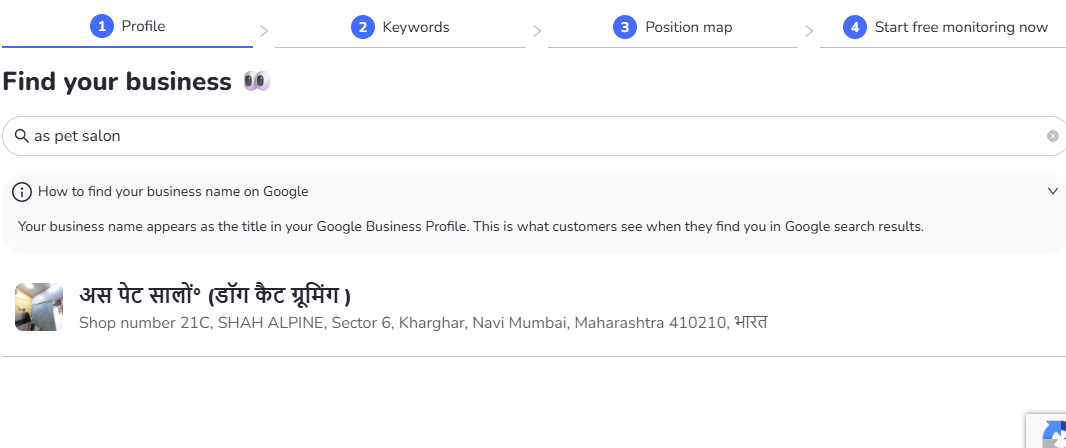 1 Profile
2 Keywords
3 Position map
4 Start free monitoring now
Find your business 👀
as pet salon
How to find your business name on Google
Your business name appears as the title in your Google Business Profile. This is what customers see when they find you in Google search results.
अस पेट सालों° (डॉग कैट ग्रूमिंग )
Shop number 21C, SHAH ALPINE, Sector 6, Kharghar, Navi Mumbai, Maharashtra 410210, भारत